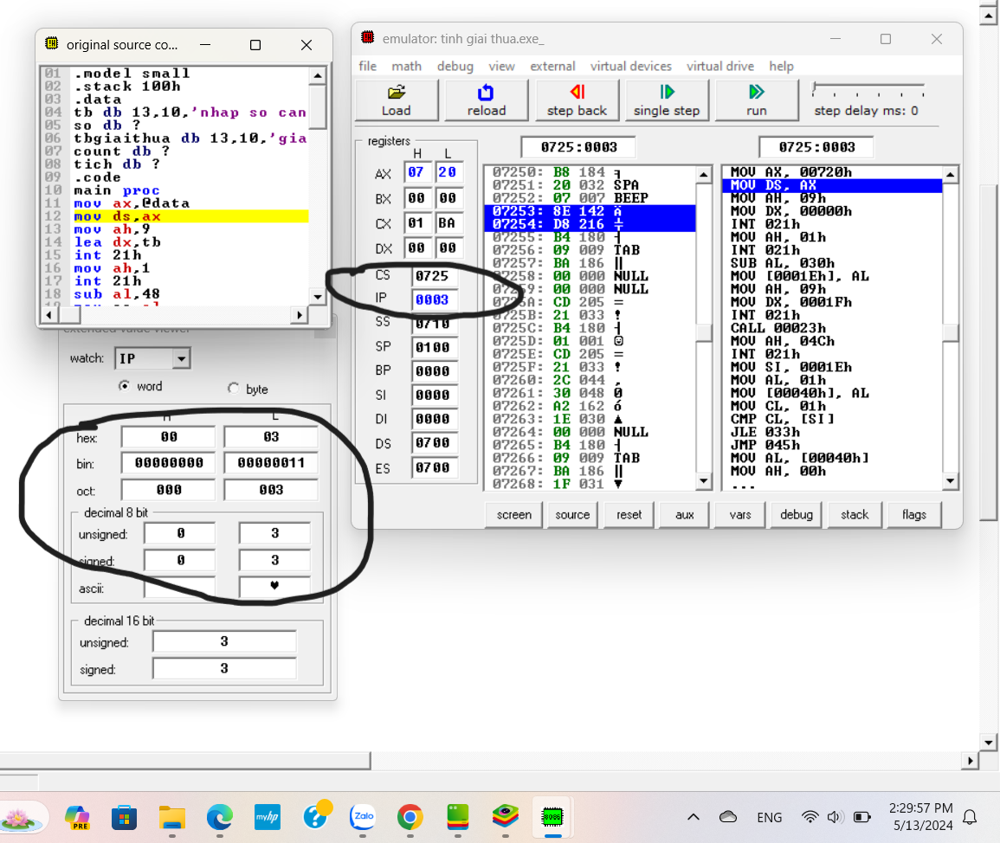 original source co...
01 .model small
02 .stack 100h
03 .data
04 tb db 13,10,'nhap so can
05 so db ?
06 tbgiaithua db 13,10,'gia
07 count db ?
08 tich db ?
09 .code
10 main proc
11 mov ax,@data
12 mov ds,ax
13 mov ah,9
14 lea dx,tb
15 int 21h
16 mov ah,1
17 int 21h
18 sub al,48
extended value viewer
watch: IP
word byte
H L
hex: 00 03
bin: 00000000 00000011
oct: 000 003
decimal 8 bit
unsigned: 0 3
signed: 0 3
ascii: ♥
decimal 16 bit
unsigned: 3
signed: 3
emulator: tinh giai thua.exe_
file math debug view external virtual devices virtual drive help
Load reload step back single step run step delay ms: 0
registers
H L
AX 07 20
BX 00 00
CX 01 BA
DX 00 00
CS 0725
IP 0003
SS 0710
SP 0100
BP 0000
SI 0000
DI 0000
DS 0700
ES 0700
0725:0003
07250: B8 184 ╕
07251: 20 032 SPA
07252: 07 007 BEEP
07253: 8E 142 Ä
07254: D8 216 ╪
07255: B4 180 ┤
07256: 09 009 TAB
07257: BA 186 ║
07258: 00 000 NULL
07259: 00 000 NULL
0725A: CD 205 =
0725B: 21 033 !
0725C: B4 180 ┤
0725D: 01 001 ☺
0725E: CD 205 =
0725F: 21 033 !
07260: 2C 044 ,
07261: 30 048 0
07262: A2 162 ó
07263: 1E 030 ▲
07264: 00 000 NULL
07265: B4 180 ┤
07266: 09 009 TAB
07267: BA 186 ║
07268: 1F 031 ▼
0725:0003
MOV AX, 00720h
MOV DS, AX
MOV AH, 09h
MOV DX, 00000h
INT 021h
MOV AH, 01h
INT 021h
SUB AL, 030h
MOV [0001Eh], AL
MOV AH, 09h
MOV DX, 0001Fh
INT 021h
CALL 00023h
MOV AH, 04Ch
INT 021h
MOV SI, 0001Eh
MOV AL, 01h
MOV [00040h], AL
MOV CL, 01h
CMP CL, [SI]
JLE 033h
JMP 045h
MOV AL, [00040h]
MOV AH, 00h
...
screen source reset aux vars debug stack flags
PRE
myhp
Zalo
8086
ENG
2:29:57 PM
5/13/2024